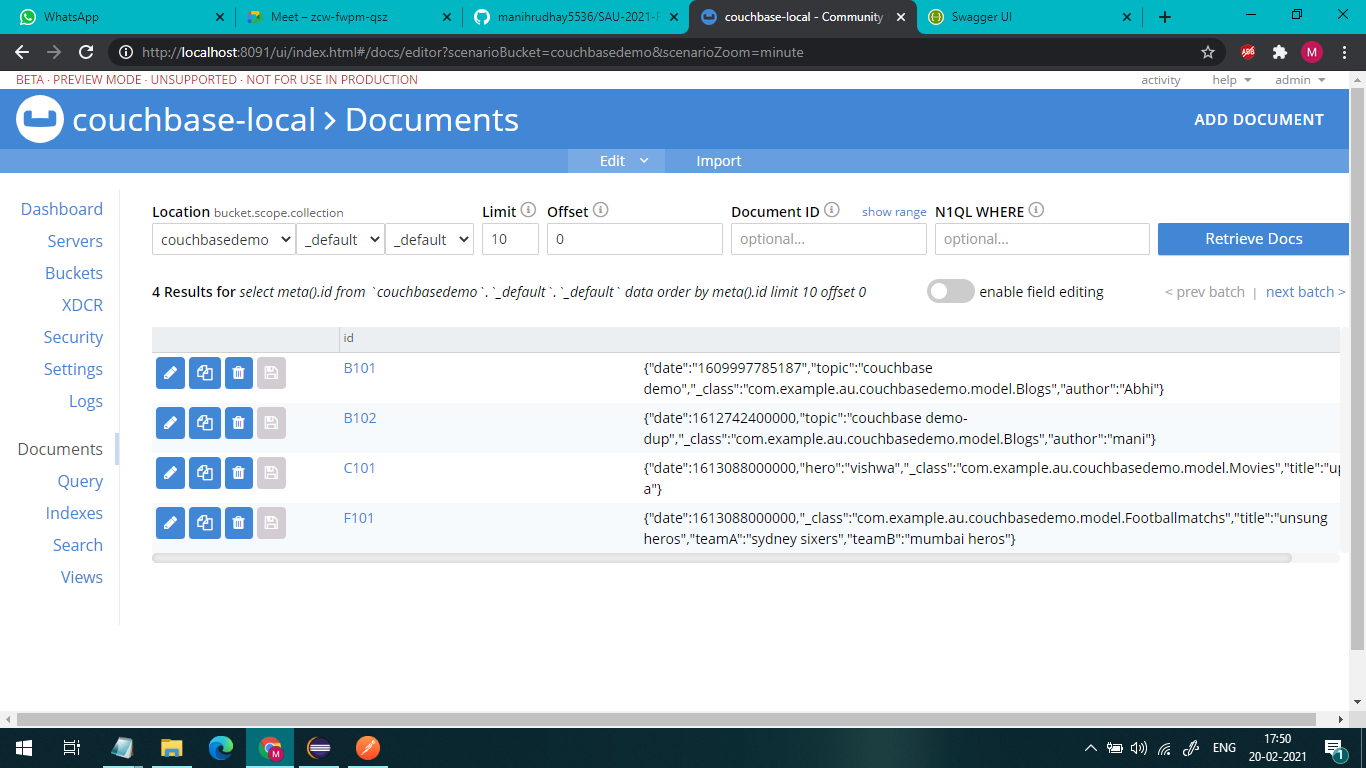 WhatsApp
Meet – zcw-fwpm-qsz
manihrudhay5536/SAU-2021-
couchbase-local - Community
Swagger UI
http://localhost:8091/ui/index.html#/docs/editor?scenarioBucket=couchbasedemo&scenarioZoom=minute
ABP
M
BETA · PREVIEW MODE · UNSUPPORTED · NOT FOR USE IN PRODUCTION
activity
help
admin
couchbase-local > Documents
ADD DOCUMENT
Edit
Import
Dashboard
Servers
Buckets
XDCR
Security
Settings
Logs
Documents
Query
Indexes
Search
Views
Location bucket.scope.collection
Limit
Offset
Document ID
show range
N1QL WHERE
couchbasedemo
_default
_default
10
0
optional...
optional...
Retrieve Docs
4 Results for select meta().id from `couchbasedemo`.`_default`.`_default` data order by meta().id limit 10 offset 0
enable field editing
< prev batch | next batch >
id
B101
{"date":"1609997785187","topic":"couchbase
demo","_class":"com.example.au.couchbasedemo.model.Blogs","author":"Abhi"}
B102
{"date":1612742400000,"topic":"couchbase demo-
dup","_class":"com.example.au.couchbasedemo.model.Blogs","author":"mani"}
C101
{"date":1613088000000,"hero":"vishwa","_class":"com.example.au.couchbasedemo.model.Movies","title":"up
a"}
F101
{"date":1613088000000,"_class":"com.example.au.couchbasedemo.model.Footballmatchs","title":"unsung
heros","teamA":"sydney sixers","teamB":"mumbai heros"}
M
ENG
17:50
20-02-2021
1